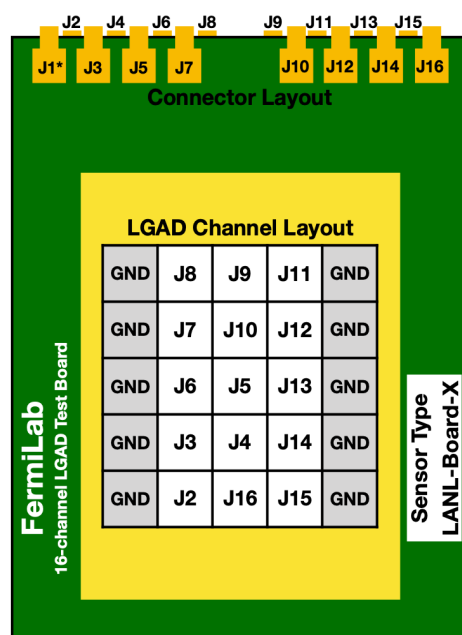 J2 J4 J6 J8 J9 J11 J13 J15
J1* J3 J5 J7 J10 J12 J14 J16
Connector Layout
LGAD Channel Layout
GND J8 J9 J11 GND
GND J7 J10 J12 GND
GND J6 J5 J13 GND
GND J3 J4 J14 GND
GND J2 J16 J15 GND
FermiLab
16-channel LGAD Test Board
Sensor Type
LANL-Board-X